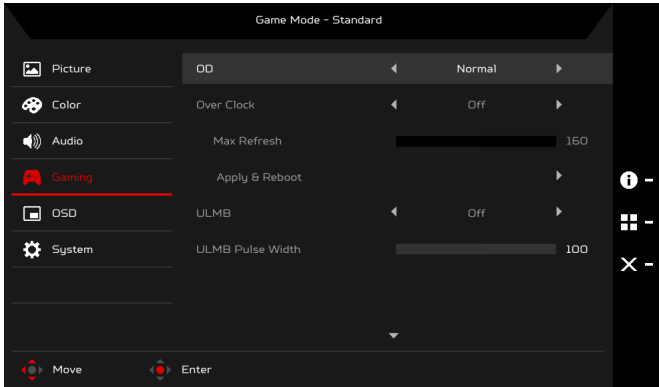 Game Mode - Standard
Picture
OD Normal
Color
Over Clock Off
Audio
Max Refresh 160
Gaming
Apply & Reboot
OSD
ULMB Off
System
ULMB Pulse Width 100
Move Enter